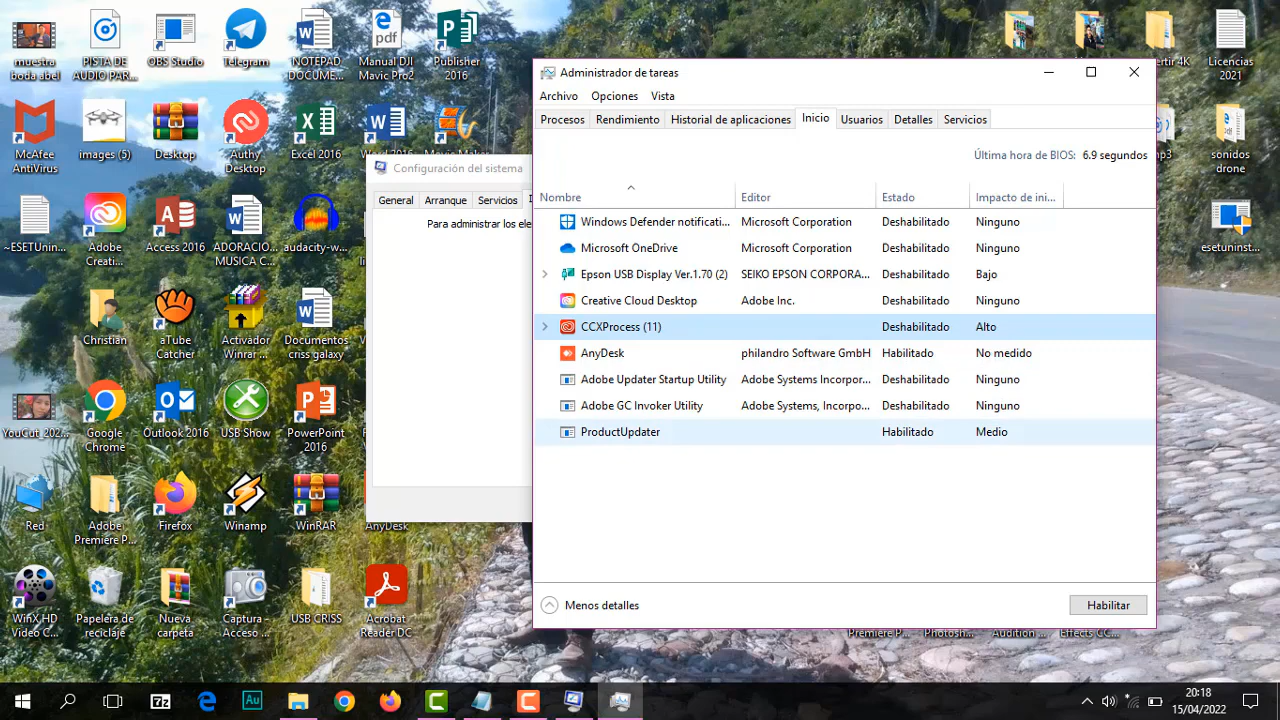 muestra
boda abel
PISTA DE
AUDIO PAR...
OBS Studio
Telegram
NOTEPAD
DOCUME...
Manual DJI
Mavic Pro2
Publisher
2016
Licencias
2021
McAfee
AntiVirus
images (5)
Desktop
Authy
Desktop
Excel 2016
sonidos
drone
~ESETUnin...
Adobe
Creati...
Access 2016
ADORACIO...
MUSICA C...
audacity-w...
esetuninst...
Christian
aTube
Catcher
Activador
Winrar ...
Documentos
criss galaxy
YouCut_202...
Google
Chrome
Outlook 2016
USB Show
PowerPoint
2016
Red
Adobe
Premiere P...
Firefox
Winamp
WinRAR
AnyDesk
WinX HD
Video C...
Papelera de
reciclaje
Nueva
carpeta
Captura -
Acceso ...
USB CRISS
Acrobat
Reader DC
Configuración del sistema
General Arranque Servicios
Para administrar los ele
Administrador de tareas
Archivo Opciones Vista
Procesos Rendimiento Historial de aplicaciones Inicio Usuarios Detalles Servicios
Última hora de BIOS: 6.9 segundos
Nombre Editor Estado Impacto de ini...
Windows Defender notificati... Microsoft Corporation Deshabilitado Ninguno
Microsoft OneDrive Microsoft Corporation Deshabilitado Ninguno
Epson USB Display Ver.1.70 (2) SEIKO EPSON CORPORA... Deshabilitado Bajo
Creative Cloud Desktop Adobe Inc. Deshabilitado Ninguno
CCXProcess (11) Deshabilitado Alto
AnyDesk philandro Software GmbH Habilitado No medido
Adobe Updater Startup Utility Adobe Systems Incorpor... Deshabilitado Ninguno
Adobe GC Invoker Utility Adobe Systems, Incorpo... Deshabilitado Ninguno
ProductUpdater Habilitado Medio
Menos detalles Habilitar
20:18
15/04/2022